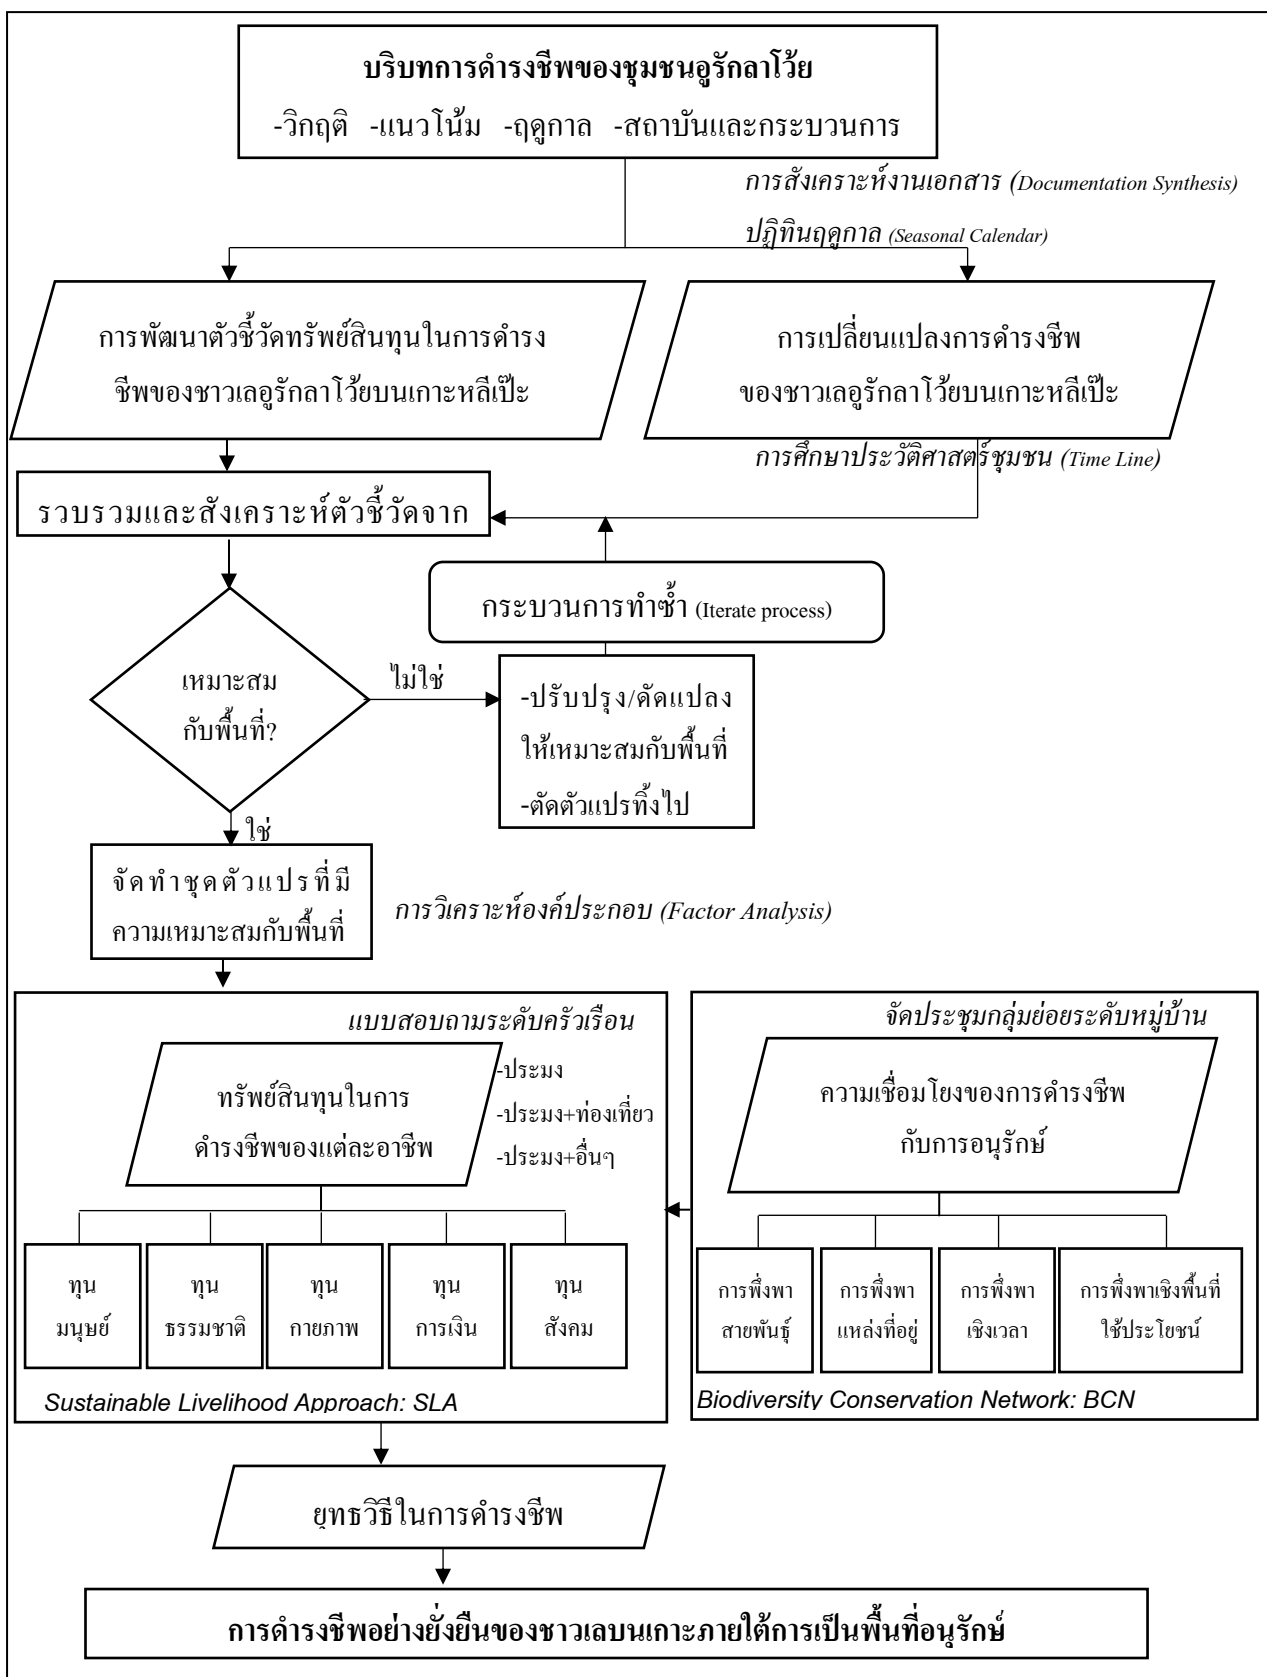 บริบทการดำรงชีพของชุมชนอูรักลาโว้ย
-วิกฤติ -แนวโน้ม -ฤดูกาล -สถาบันและกระบวนการ
การสังเคราะห์งานเอกสาร (Documentation Synthesis)
ปฏิทินฤดูกาล (Seasonal Calendar)
การพัฒนาตัวชี้วัดทรัพย์สินทุนในการดำรง
ชีพของชาวเลอูรักลาโว้ยบนเกาะหลีเป๊ะ
การเปลี่ยนแปลงการดำรงชีพ
ของชาวเลอูรักลาโว้ยบนเกาะหลีเป๊ะ
การศึกษาประวัติศาสตร์ชุมชน (Time Line)
รวบรวมและสังเคราะห์ตัวชี้วัดจาก
กระบวนการทำซ้ำ (Iterate process)
เหมาะสม
กับพื้นที่?
ไม่ใช่
-ปรับปรุง/ดัดแปลง
ให้เหมาะสมกับพื้นที่
-ตัดตัวแปรทิ้งไป
ใช่
จัดทำชุดตัวแปรที่มี
ความเหมาะสมกับพื้นที่
การวิเคราะห์องค์ประกอบ (Factor Analysis)
แบบสอบถามระดับครัวเรือน
ทรัพย์สินทุนในการ
ดำรงชีพของแต่ละอาชีพ
-ประมง
-ประมง+ท่องเที่ยว
-ประมง+อื่นๆ
ทุน
มนุษย์
ทุน
ธรรมชาติ
ทุน
กายภาพ
ทุน
การเงิน
ทุน
สังคม
Sustainable Livelihood Approach: SLA
จัดประชุมกลุ่มย่อยระดับหมู่บ้าน
ความเชื่อมโยงของการดำรงชีพ
กับการอนุรักษ์
การพึ่งพา
สายพันธุ์
การพึ่งพา
แหล่งที่อยู่
การพึ่งพา
เชิงเวลา
การพึ่งพาเชิงพื้นที่
ใช้ประโยชน์
Biodiversity Conservation Network: BCN
ยุทธวิธีในการดำรงชีพ
การดำรงชีพอย่างยั่งยืนของชาวเลบนเกาะภายใต้การเป็นพื้นที่อนุรักษ์